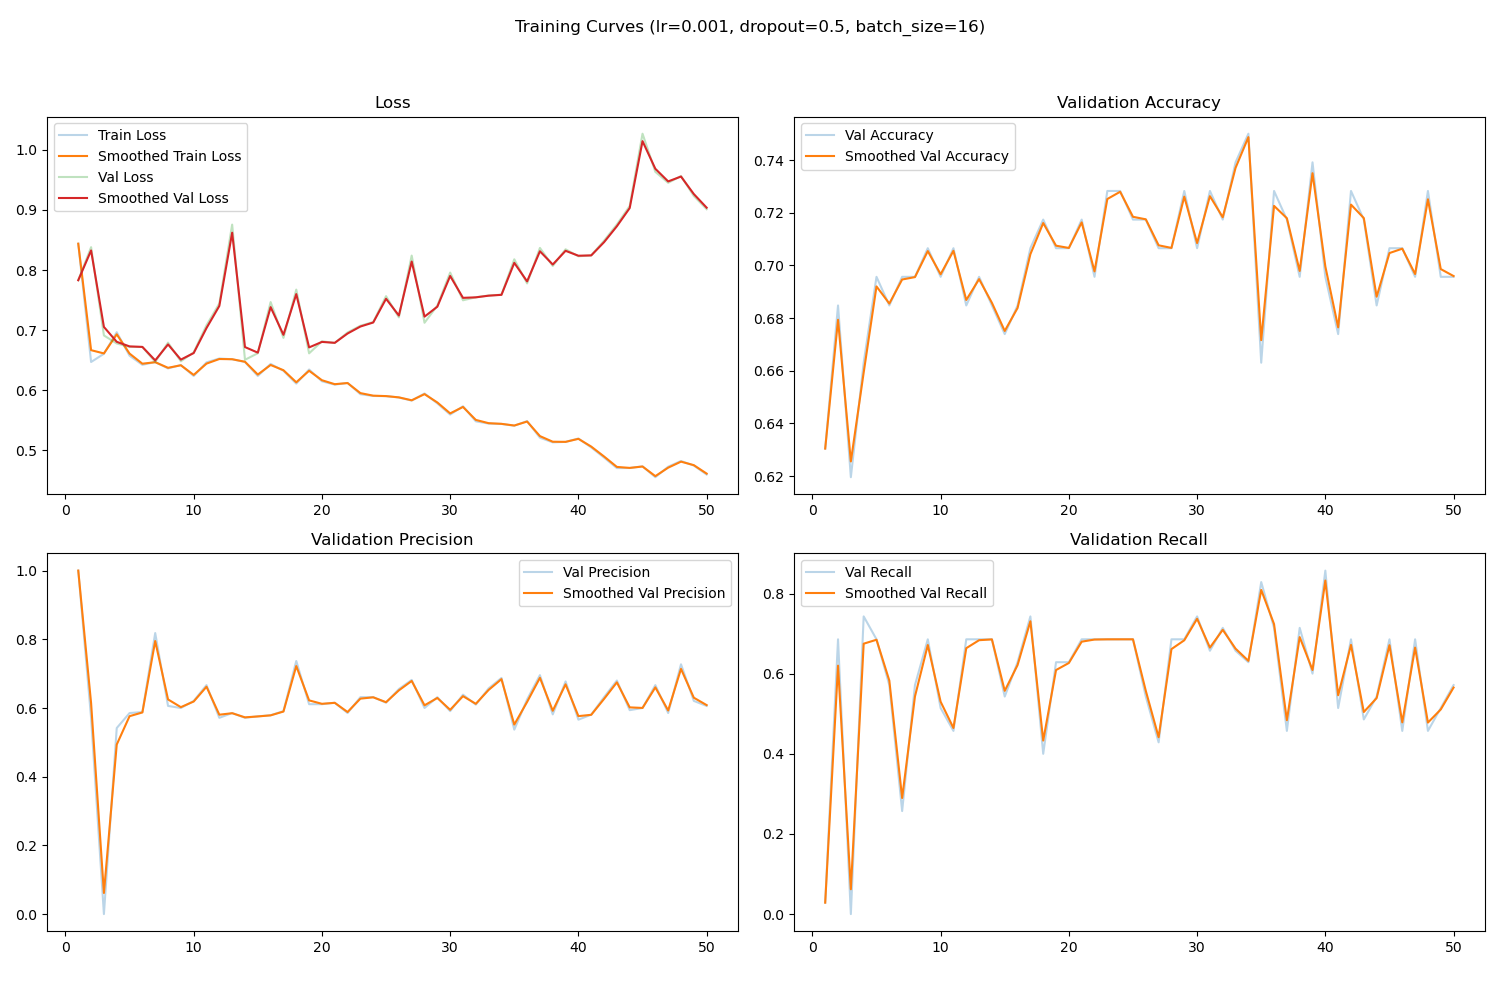 Training Curves (lr=0.001, dropout=0.5, batch_size=16)
Loss
Train Loss
Smoothed Train Loss
Val Loss
Smoothed Val Loss
1.0
0.9
0.8
0.7
0.6
0.5
0 10 20 30 40 50
Validation Accuracy
Val Accuracy
Smoothed Val Accuracy
0.74
0.72
0.70
0.68
0.66
0.64
0.62
0 10 20 30 40 50
Validation Precision
Val Precision
Smoothed Val Precision
1.0
0.8
0.6
0.4
0.2
0.0
0 10 20 30 40 50
Validation Recall
Val Recall
Smoothed Val Recall
0.8
0.6
0.4
0.2
0.0
0 10 20 30 40 50